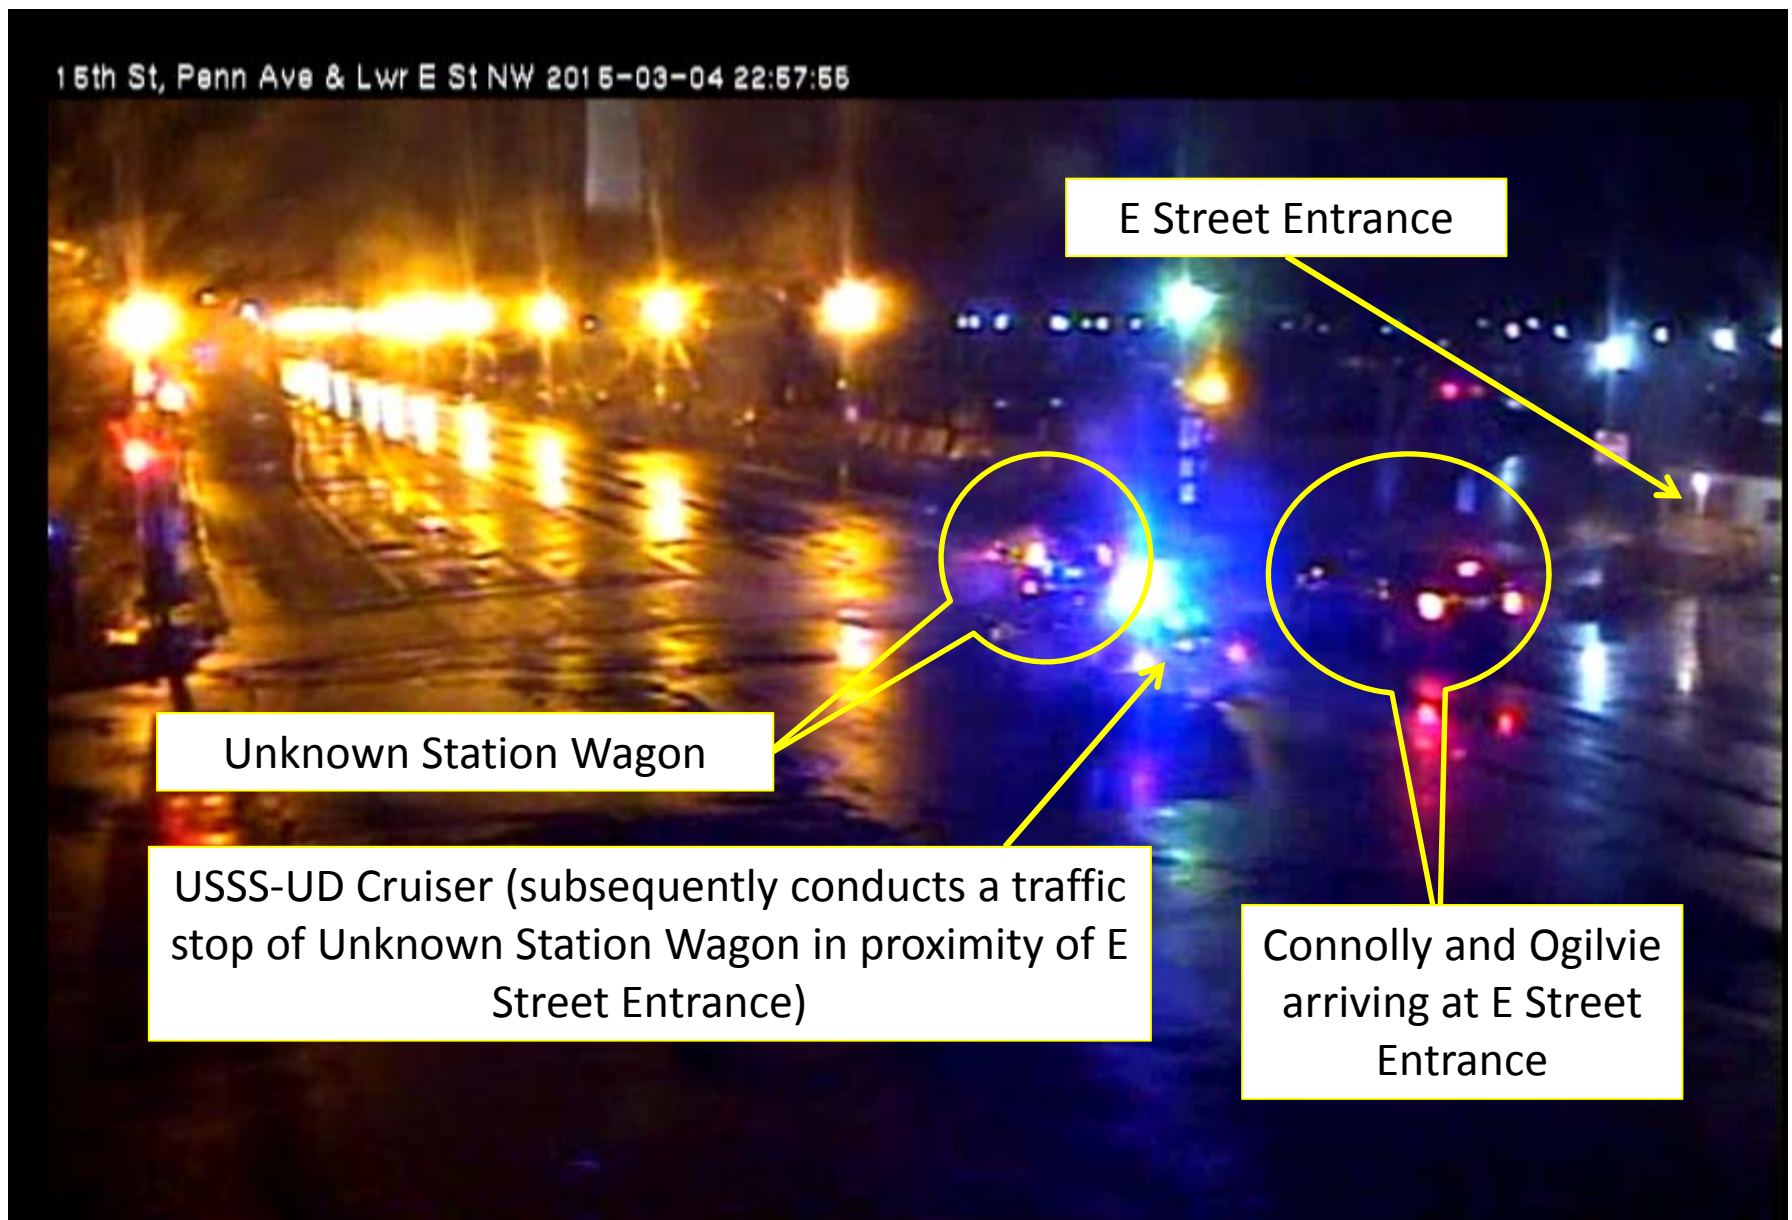 15th St, Penn Ave & Lwr E St NW 2015-03-04 22:57:55
E Street Entrance
Unknown Station Wagon
USSS-UD Cruiser (subsequently conducts a traffic
stop of Unknown Station Wagon in proximity of E
Street Entrance)
Connolly and Ogilvie
arriving at E Street
Entrance